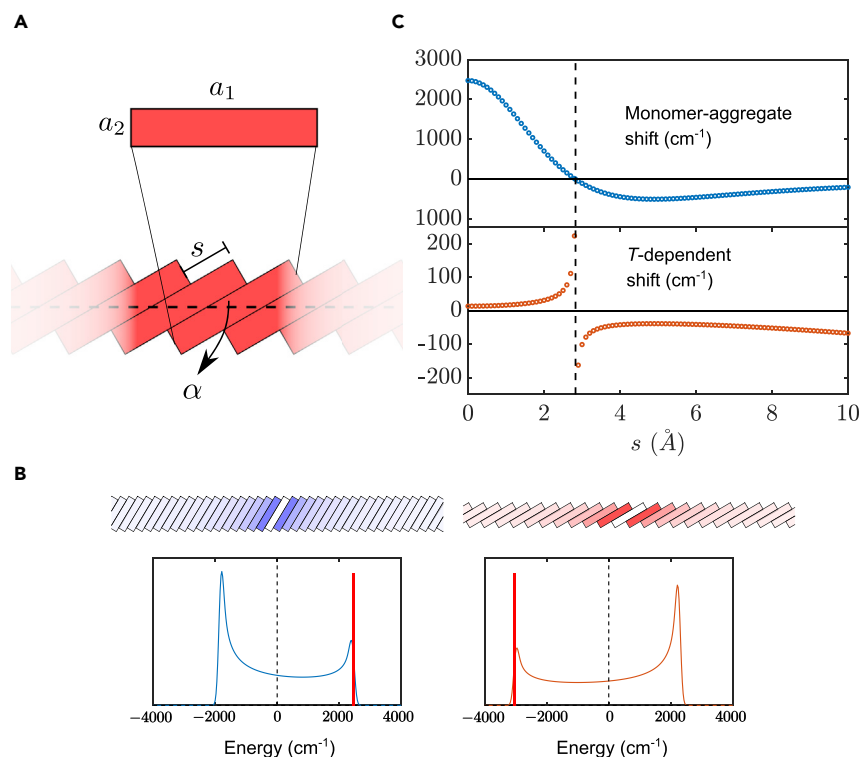 A
a1
a2
s
α
C
3000
2000
1000
0
1000
200
100
0
-100
-200
Monomer-aggregate
shift (cm-1)
T-dependent
shift (cm-1)
0 2 4 6 8 10
s (Å)
B
−4000 −2000 0 2000 4000
Energy (cm-1)
−4000 −2000 0 2000 4000
Energy (cm-1)